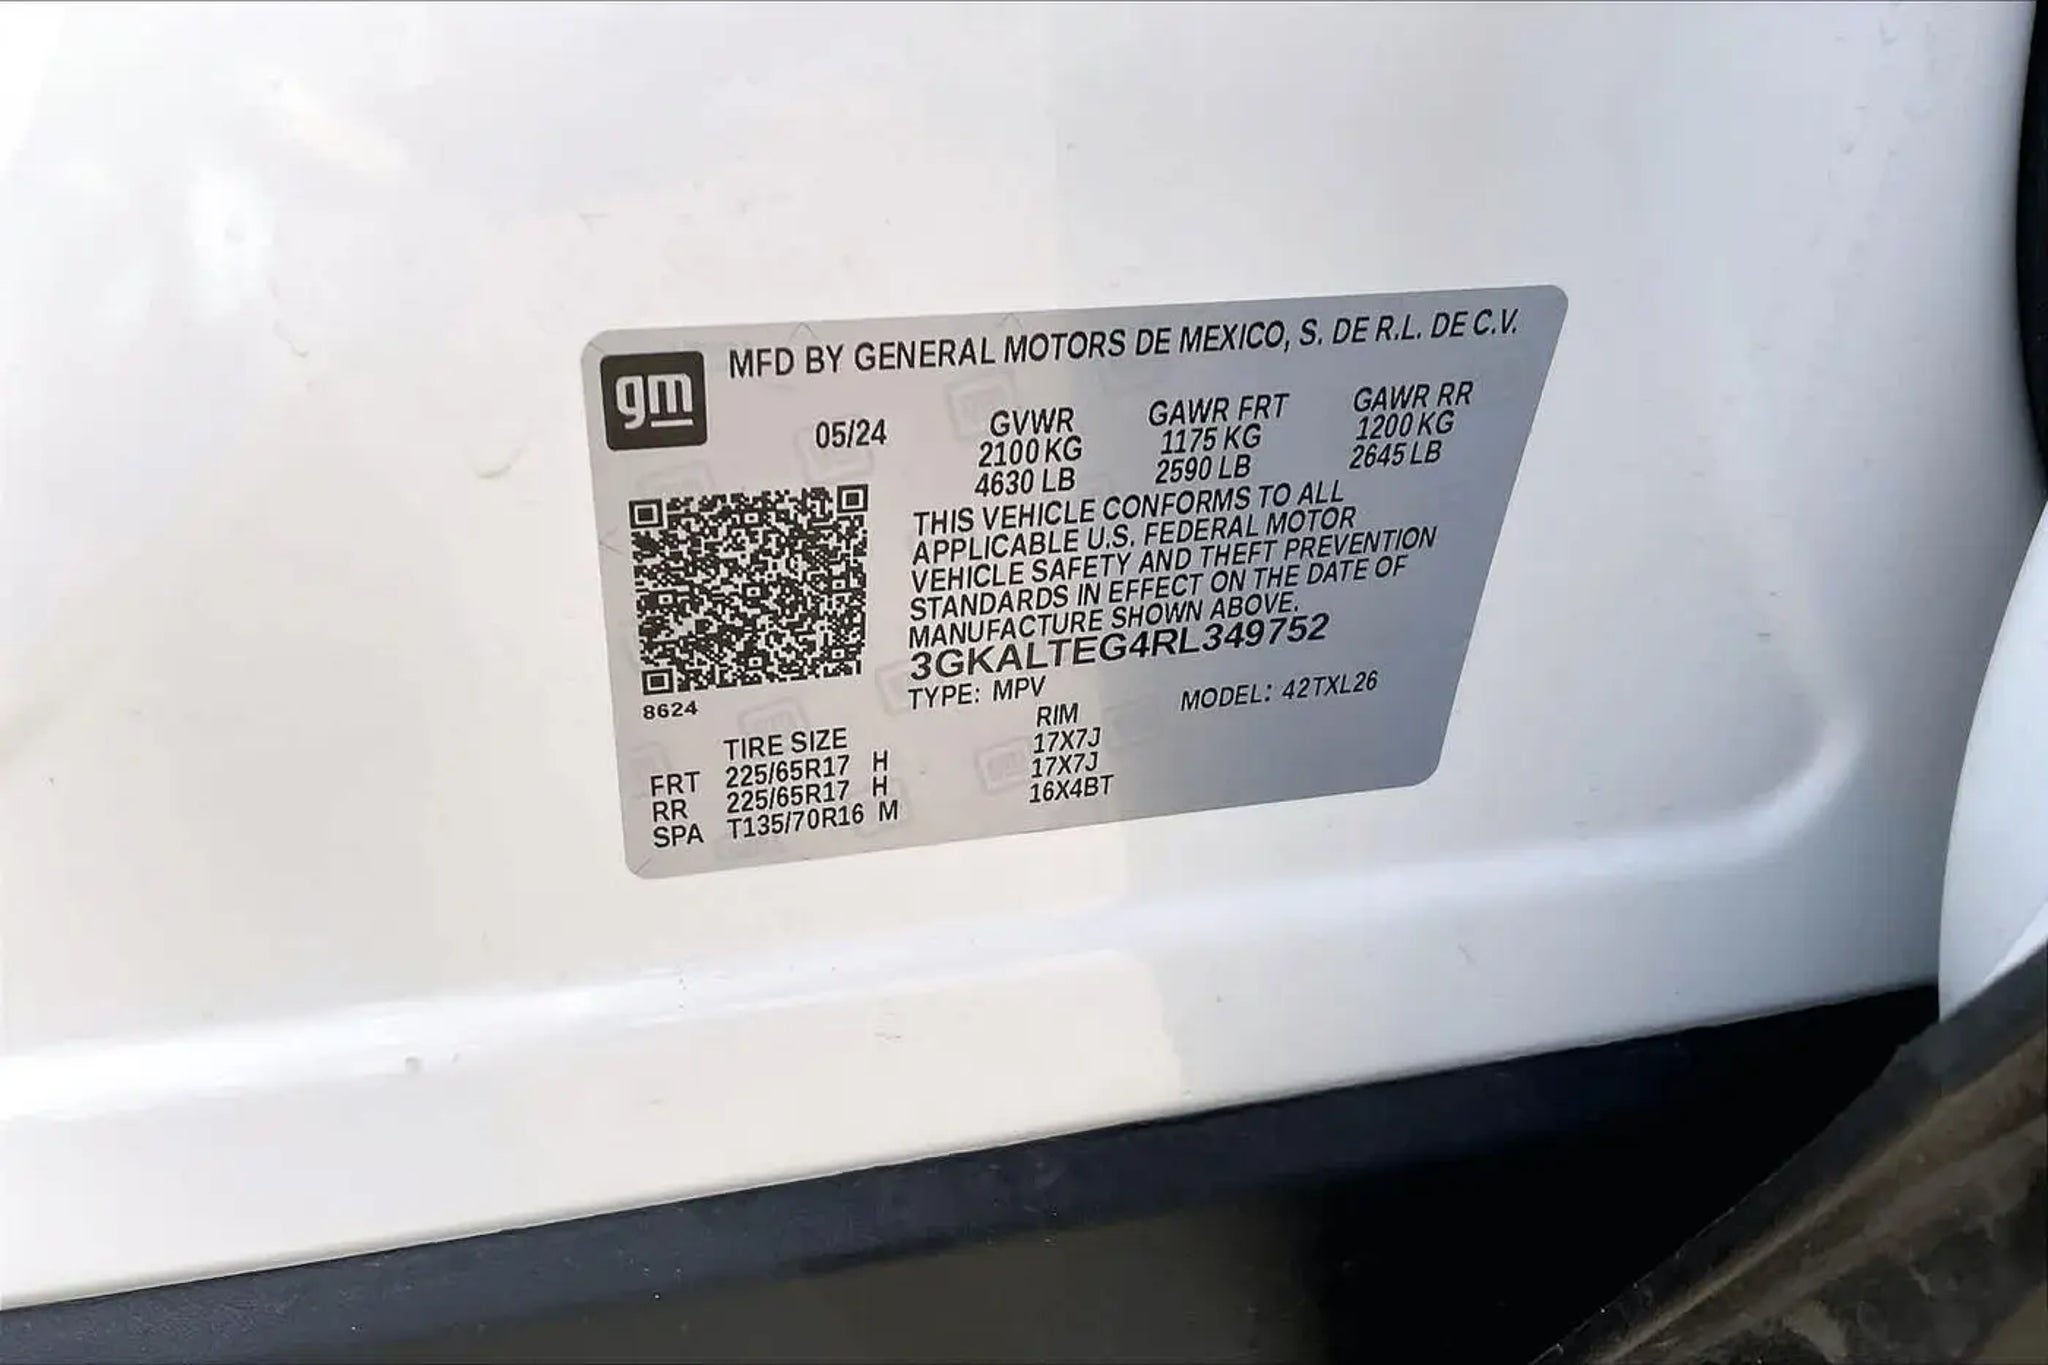 gm
MFD BY GENERAL MOTORS DE MEXICO, S. DE R.L. DE C.V.
05/24 GVWR GAWR FRT GAWR RR
2100 KG 1175 KG 1200 KG
4630 LB 2590 LB 2645 LB
THIS VEHICLE CONFORMS TO ALL
APPLICABLE U.S. FEDERAL MOTOR
VEHICLE SAFETY AND THEFT PREVENTION
STANDARDS IN EFFECT ON THE DATE OF
MANUFACTURE SHOWN ABOVE.
3GKALTEG4RL349752
TYPE: MPV MODEL: 42TXL26
8624
TIRE SIZE RIM
FRT 225/65R17 H 17X7J
RR 225/65R17 H 17X7J
SPA T135/70R16 M 16X4BT